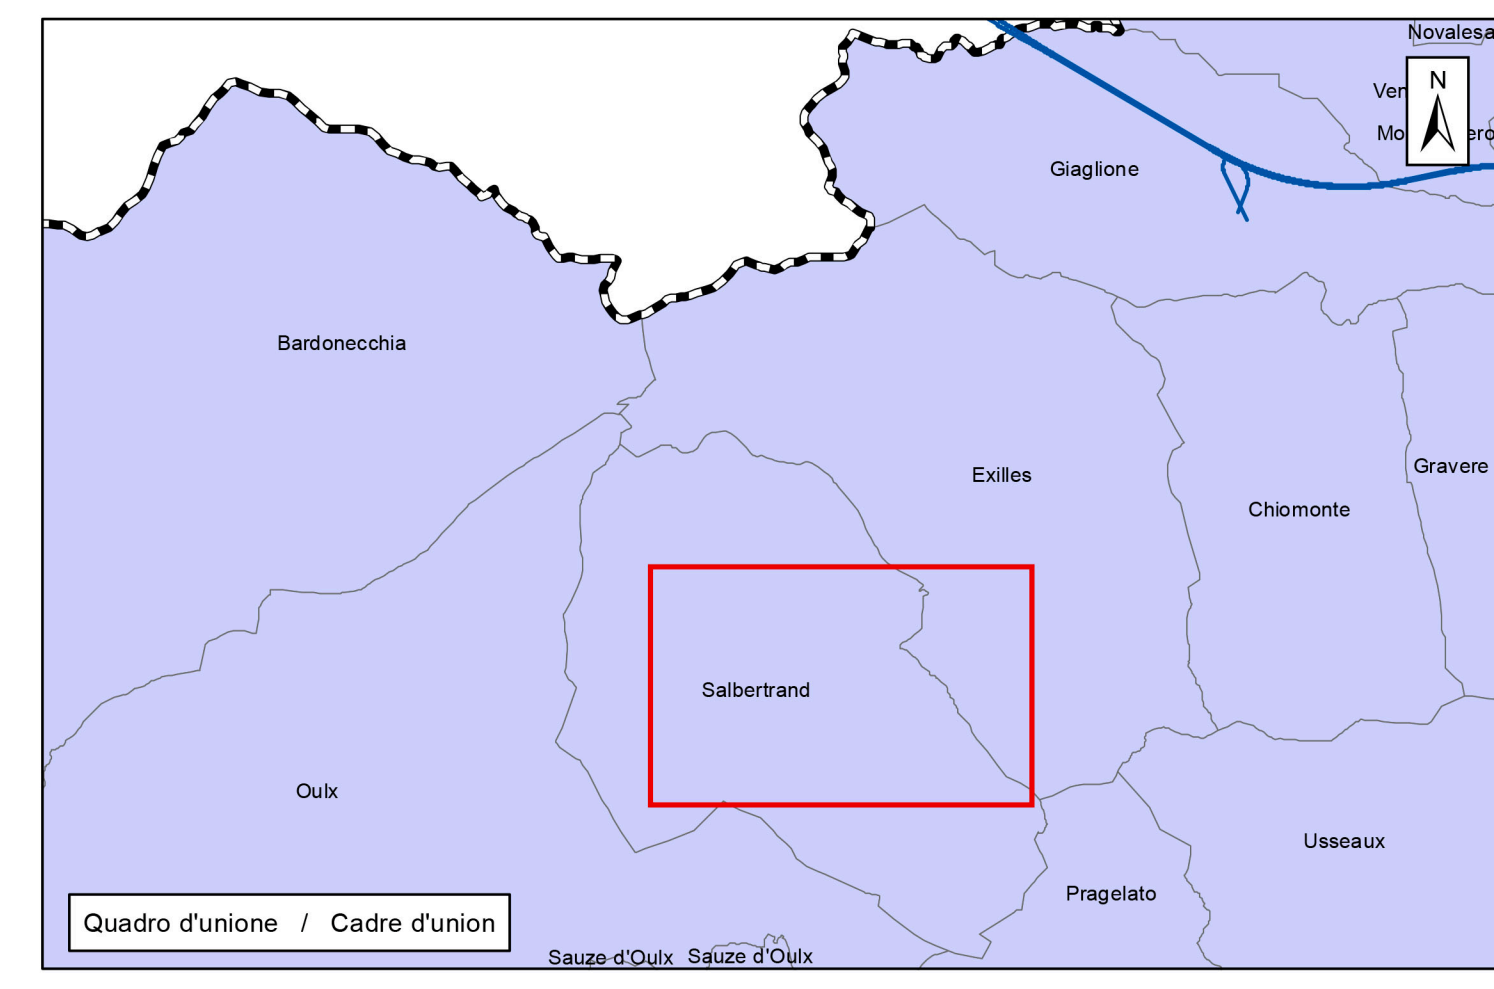 Novalesa
N
Giaglione
Bardonecchia
Gravere
Exilles
Chiomonte
Salbertrand
Oulx
Usseaux
Pragelato
Quadro d'unione / Cadre d'union
Sauze d'Oulx Sauze d'Oulx